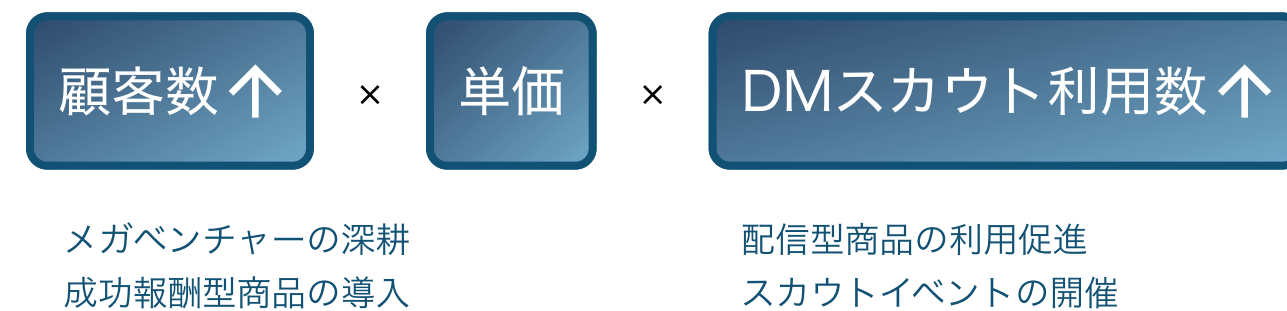 顧客数↑ × 単価 × DMスカウト利用数↑
メガベンチャーの深耕
成功報酬型商品の導入
配信型商品の利用促進
スカウトイベントの開催